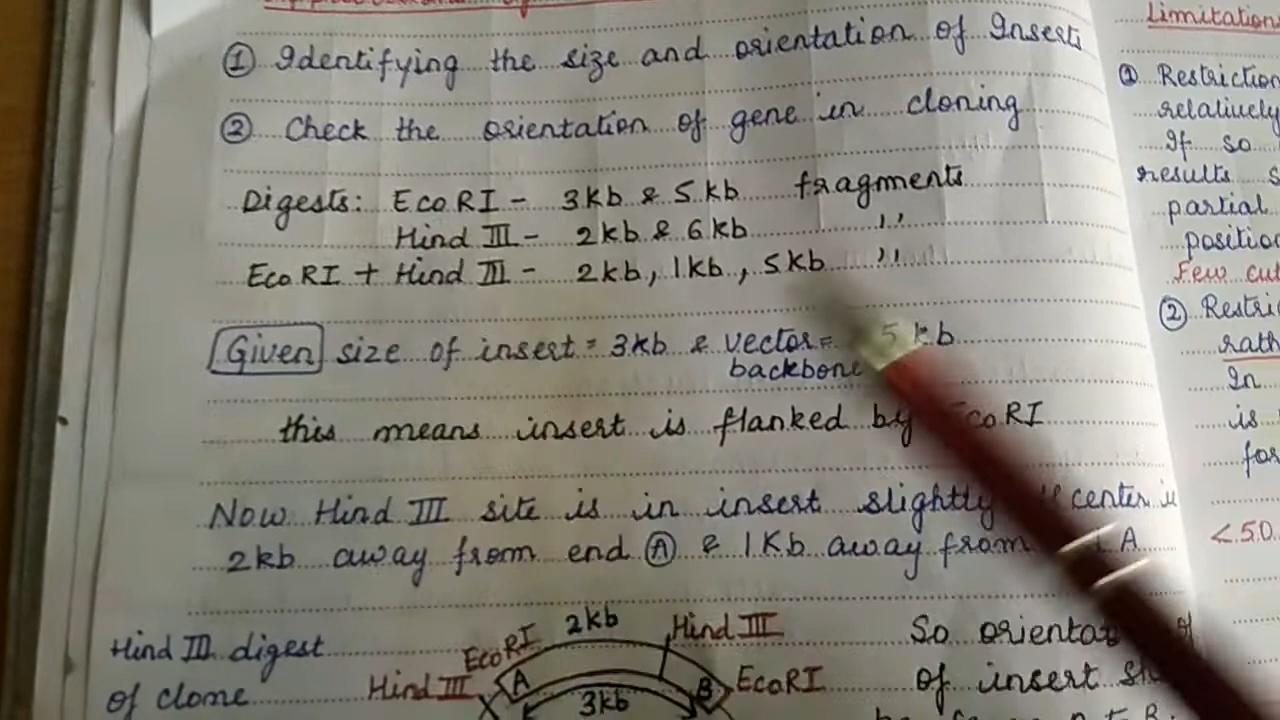 ① Identifying the size and orientation of Inserts
② Check the orientation of gene in cloning
Digests: EcoRI - 3kb & 5kb fragments
Hind III - 2kb & 6kb ,,
EcoRI + Hind III - 2kb, 1kb, 5kb ,,
Given size of insert = 3kb & vector = 5kb
backbone
this means insert is flanked by EcoRI
Now Hind III site is in insert slightly center ie
2kb away from end Ⓐ & 1Kb away from A
Hind III digest
of clone
EcoRI 2kb Hind III
Hind III A 3kb B EcoRI
So
of insert
Limitation
① Restriction
relatively
If so
results
partial
position
Few cut
②
rath
In
is
for
<50